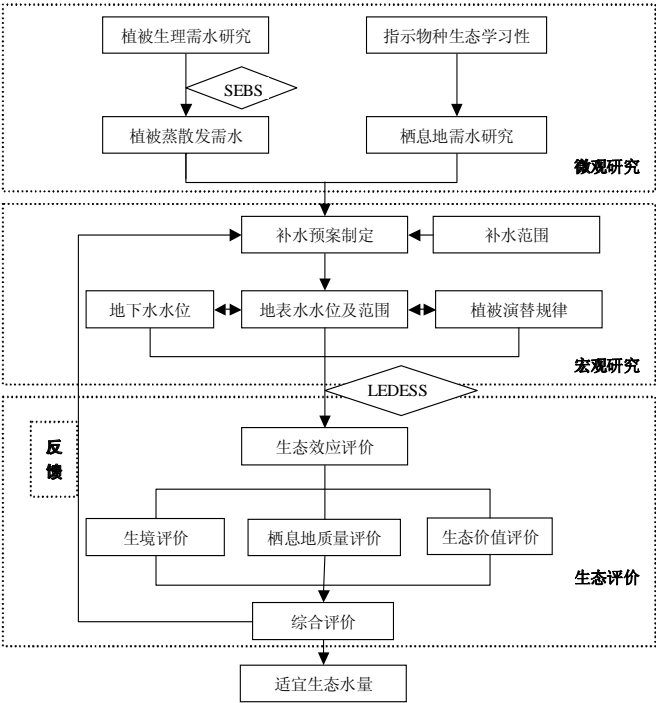 植被生理需水研究
指示物种生态学习性
SEBS
植被蒸散发需水
栖息地需水研究
微观研究
补水预案制定
补水范围
地下水水位
地表水水位及范围
植被演替规律
宏观研究
LEDESS
反
馈
生态效应评价
生境评价
栖息地质量评价
生态价值评价
生态评价
综合评价
适宜生态水量